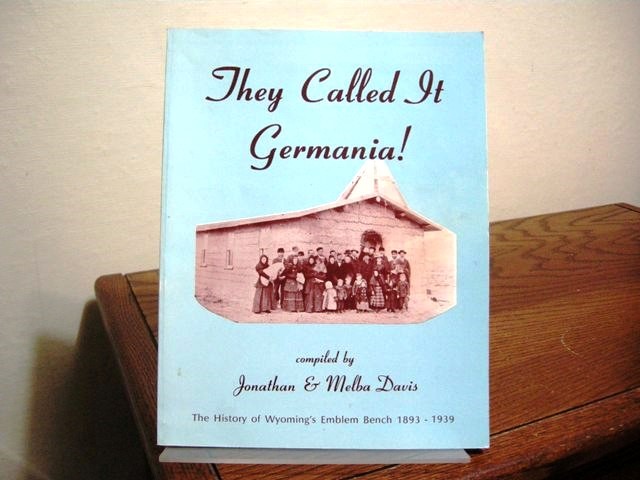 They Called It
Germania!
compiled by
Jonathan & Melba Davis
The History of Wyoming's Emblem Bench 1893 - 1939